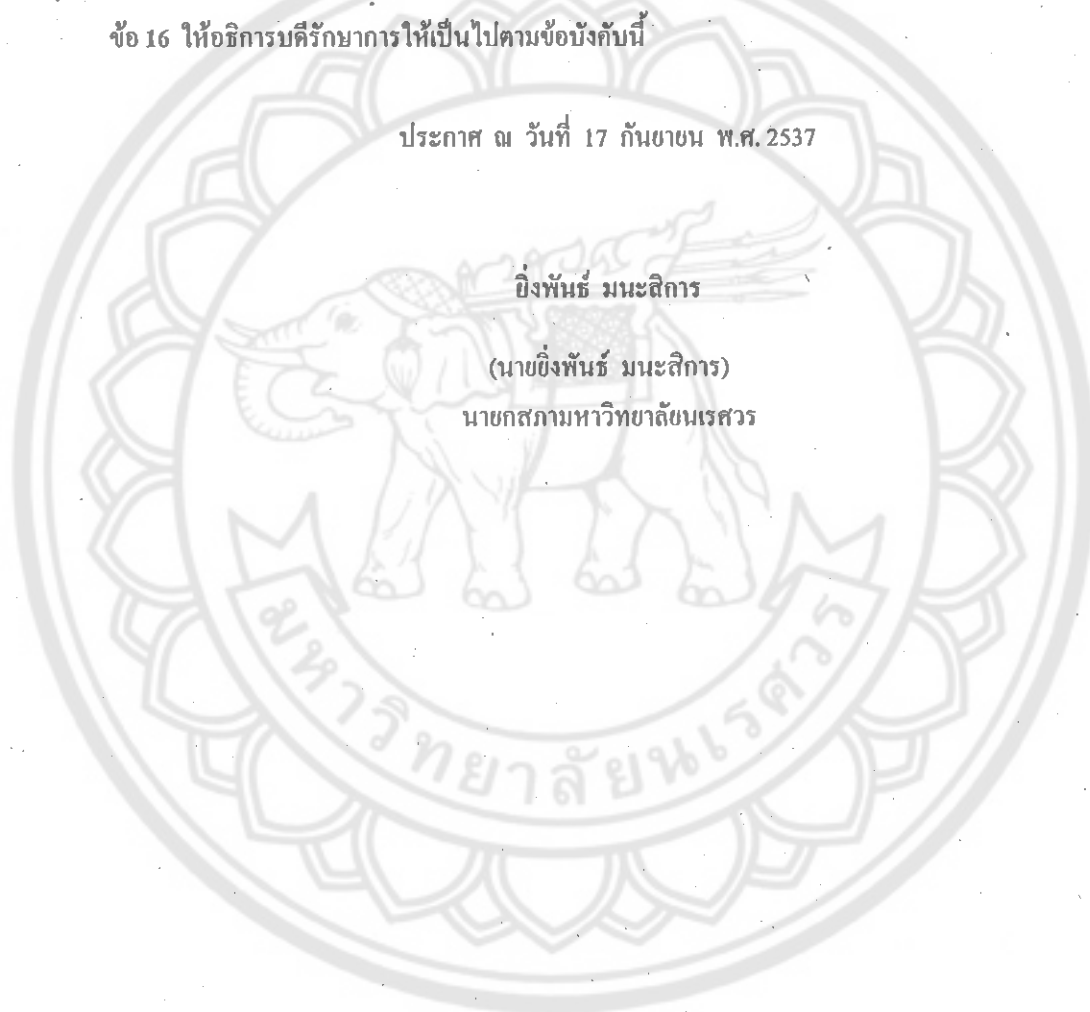 ข้อ 16 ให้อธิการบดีรักษาการให้เป็นไปตามข้อบังคับนี้
ประกาศ ณ วันที่ 17 กันยายน พ.ศ. 2537
ยิ่งพันธ์ มนะสิการ
(นายยิ่งพันธ์ มนะสิการ)
นายกสภามหาวิทยาลัยนเรศวร
มหาวิทยาลัยนเรศวร